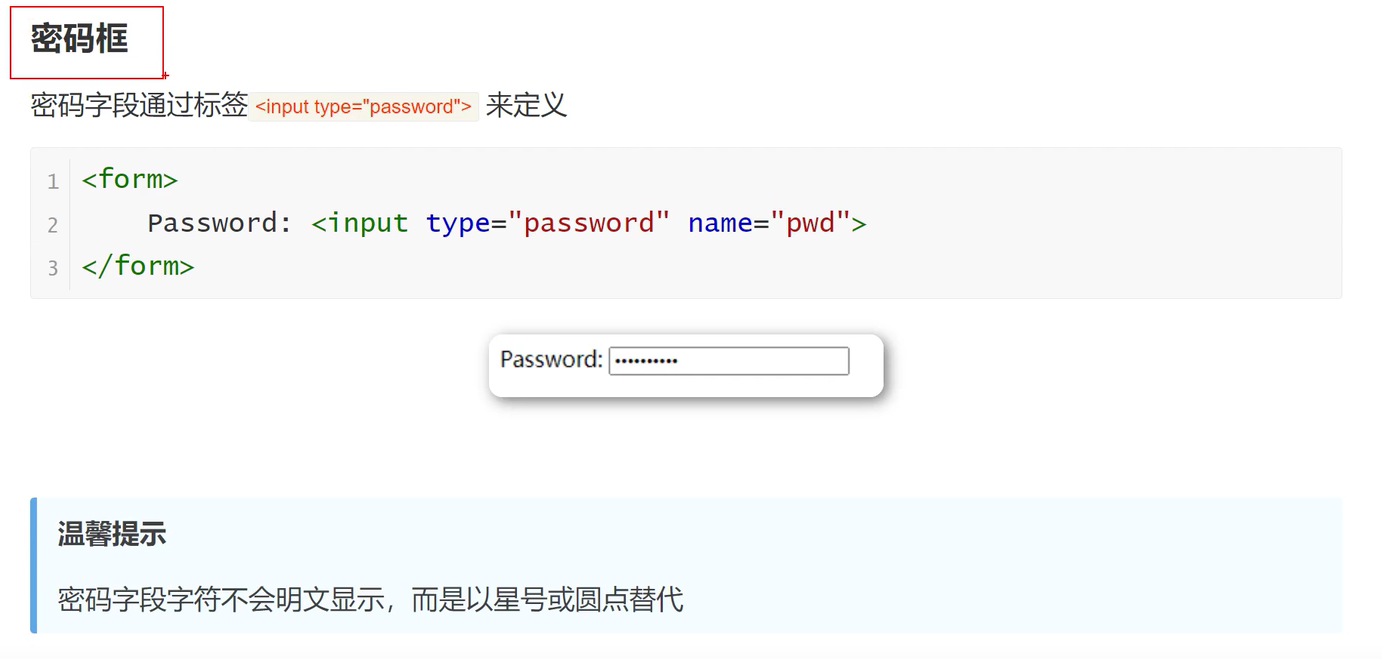 密码框
密码字段通过标签<input type="password"> 来定义
1 <form>
2     Password: <input type="password" name="pwd">
3 </form>
Password: ••••••••••
温馨提示
密码字段字符不会明文显示，而是以星号或圆点替代